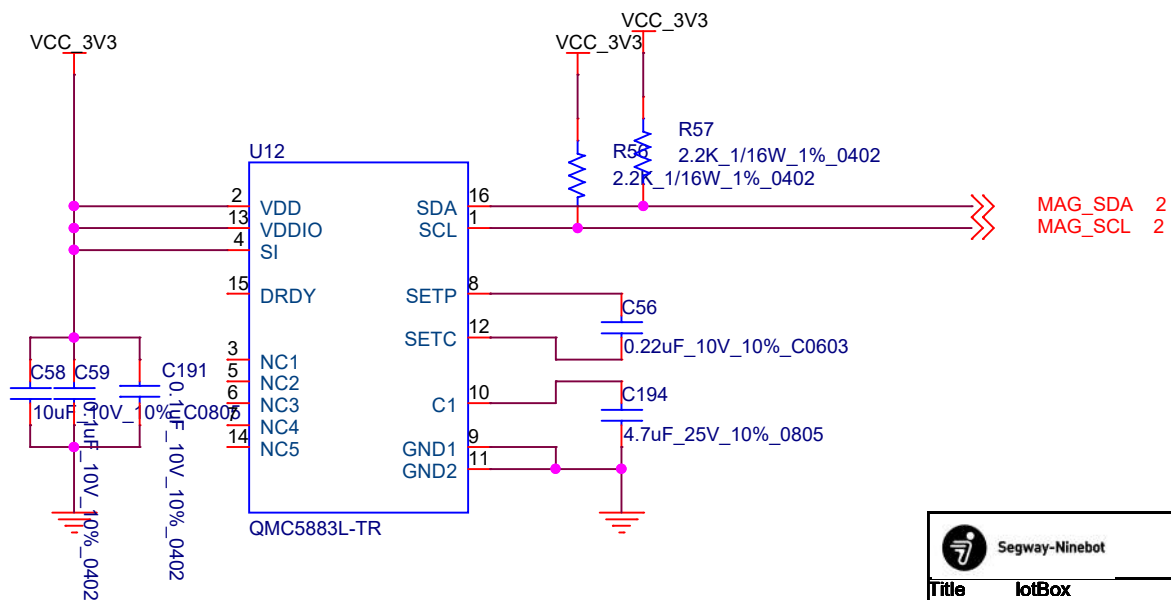 VCC_3V3
VCC_3V3
VCC_3V3
R57
2.2K_1/16W_1%_0402
R56
2.2K_1/16W_1%_0402
U12
2 VDD
13 VDDIO
4 SI
15 DRDY
3 NC1
5 NC2
6 NC3
7 NC4
14 NC5
SDA 16
SCL 1
SETP 8
SETC 12
C1 10
GND1 9
GND2 11
QMC5883L-TR
MAG_SDA 2
MAG_SCL 2
C56
0.22uF_10V_10%_C0603
C194
4.7uF_25V_10%_0805
C58
10uF_10V_10%_C0805
C59
0.1uF_10V_10%_0402
C191
0.1uF_10V_10%_0402
Segway-Ninebot
Title IotBox